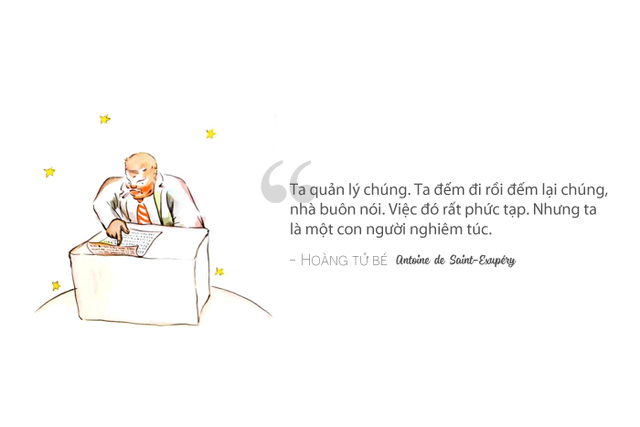 Ta quản lý chúng. Ta đếm đi rồi đếm lại chúng,
nhà buôn nói. Việc đó rất phức tạp. Nhưng ta
là một con người nghiêm túc.
– HOÀNG TỬ BÉ Antoine de Saint-Exupéry